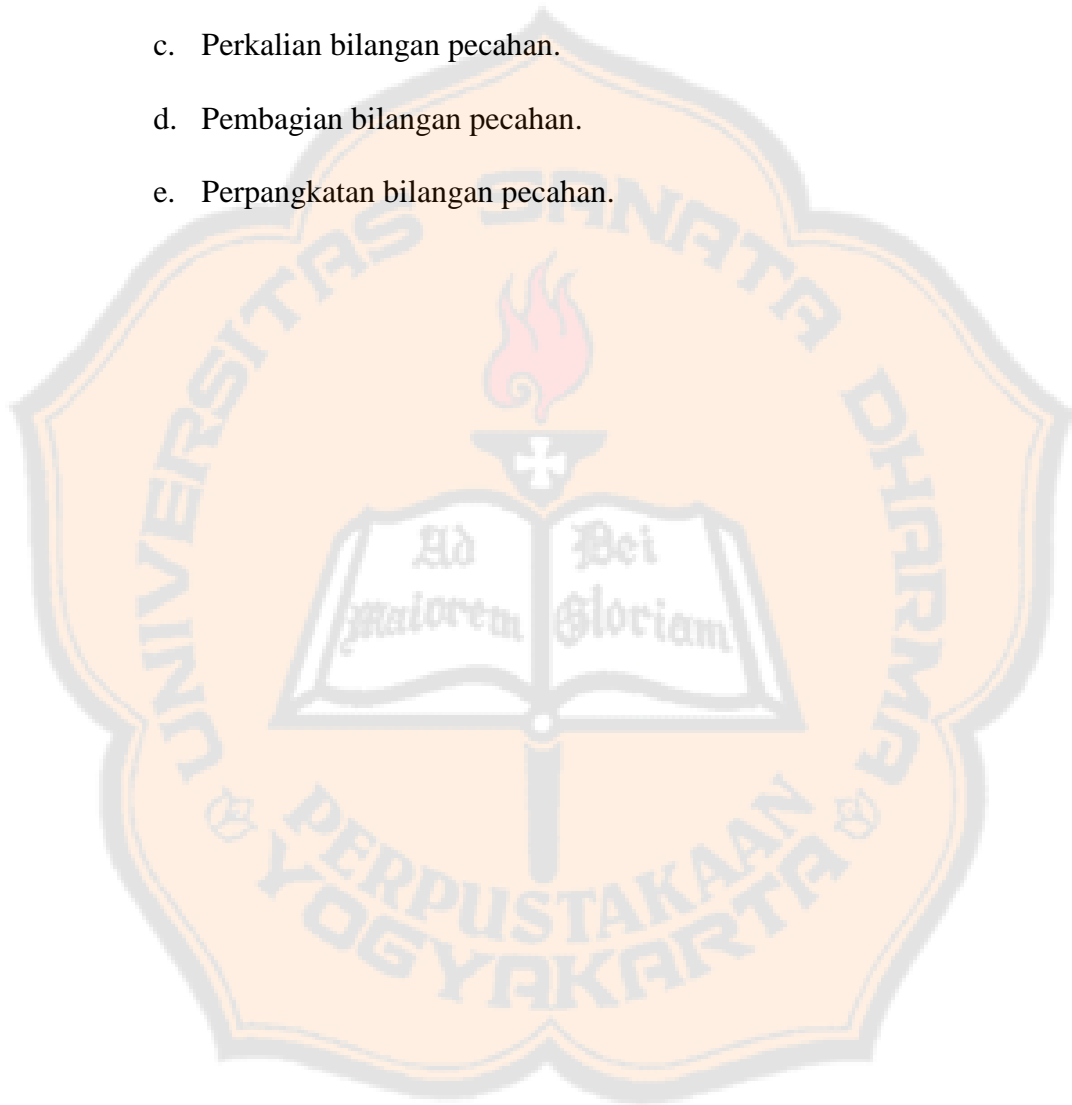 c. Perkalian bilangan pecahan.
d. Pembagian bilangan pecahan.
e. Perpangkatan bilangan pecahan.
UNIVERSITAS SANATA DHARMA
Ad Dei
Maiorem Gloriam
PERPUSTAKAAN
YOGYAKARTA